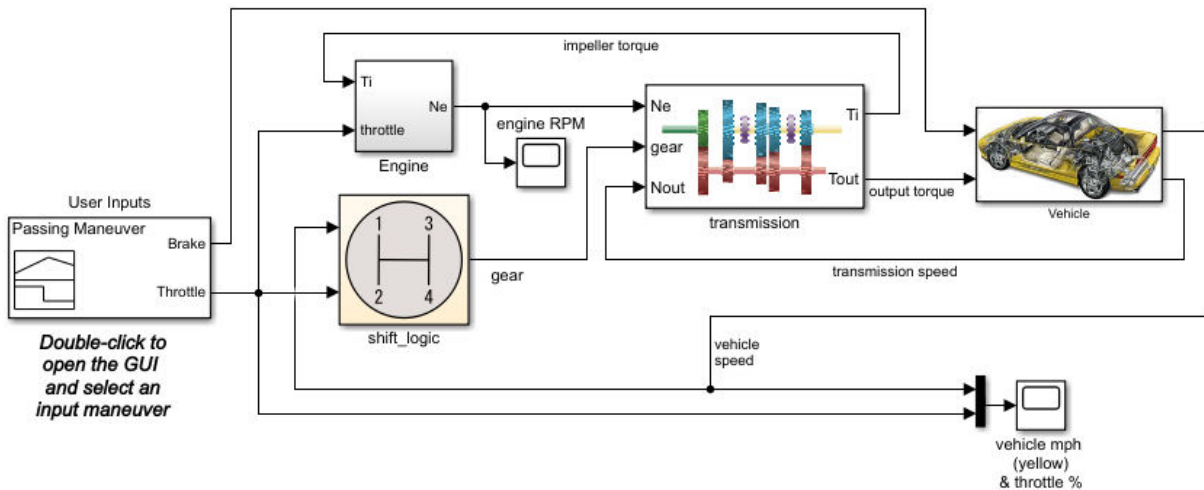 impeller torque
Ti
Ne
throttle
Engine
engine RPM
Ne
gear
Nout
Ti
Tout
transmission
output torque
Vehicle
transmission speed
User Inputs
Passing Maneuver
Brake
Throttle
Double-click to
open the GUI
and select an
input maneuver
1 3
2 4
shift_logic
gear
vehicle
speed
vehicle mph
(yellow)
& throttle %